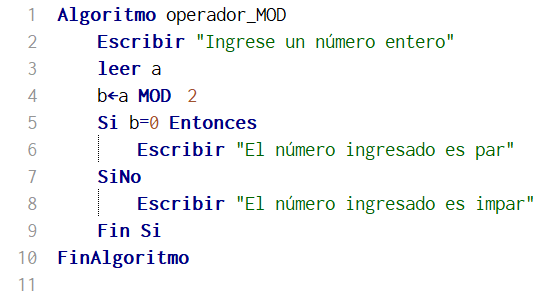 1 Algoritmo operador_MOD
2 Escribir "Ingrese un número entero"
3 leer a
4 b←a MOD 2
5 Si b=0 Entonces
6 Escribir "El número ingresado es par"
7 SiNo
8 Escribir "El número ingresado es impar"
9 Fin Si
10 FinAlgoritmo
11